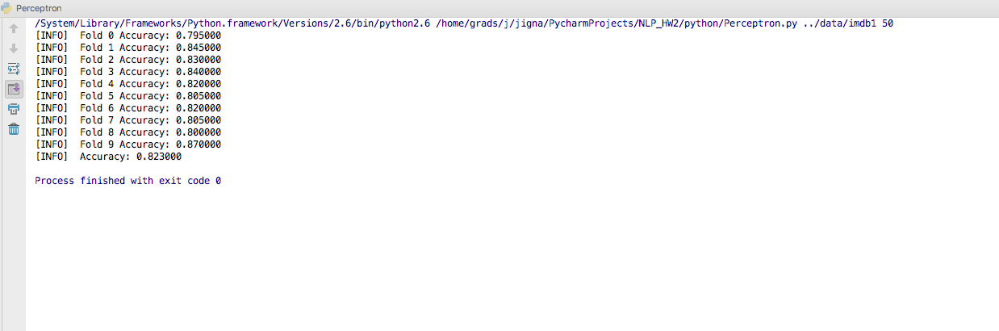 Perceptron
/System/Library/Frameworks/Python.framework/Versions/2.6/bin/python2.6 /home/grads/j/jigna/PycharmProjects/NLP_HW2/python/Perceptron.py ../data/imdb1 50
[INFO]  Fold 0 Accuracy: 0.795000
[INFO]  Fold 1 Accuracy: 0.845000
[INFO]  Fold 2 Accuracy: 0.830000
[INFO]  Fold 3 Accuracy: 0.840000
[INFO]  Fold 4 Accuracy: 0.820000
[INFO]  Fold 5 Accuracy: 0.805000
[INFO]  Fold 6 Accuracy: 0.820000
[INFO]  Fold 7 Accuracy: 0.805000
[INFO]  Fold 8 Accuracy: 0.800000
[INFO]  Fold 9 Accuracy: 0.870000
[INFO]  Accuracy: 0.823000
Process finished with exit code 0